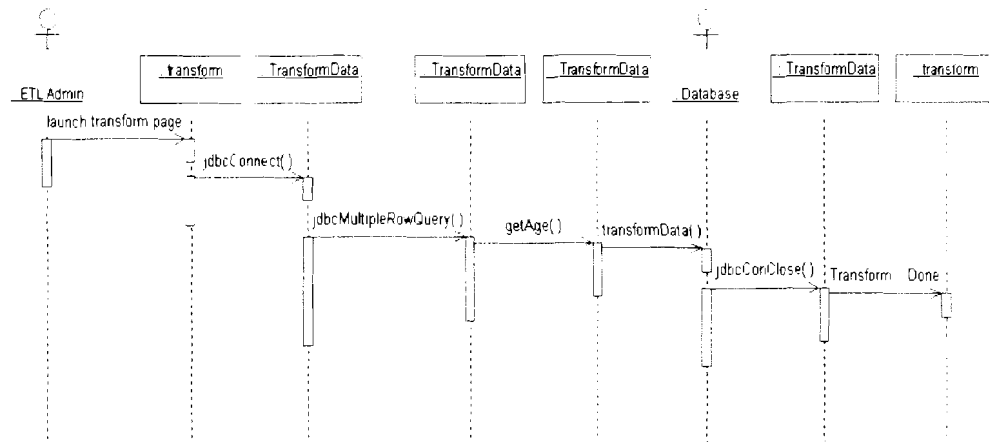 : transform
: TransformData
: TransformData
: TransformData
: TransformData
: transform
: ETL Admin
: Database
launch transform page
jdbcConnect( )
jdbcMultipleRowQuery( )
getAge( )
transformData( )
jdbcConClose( )
Transform Done